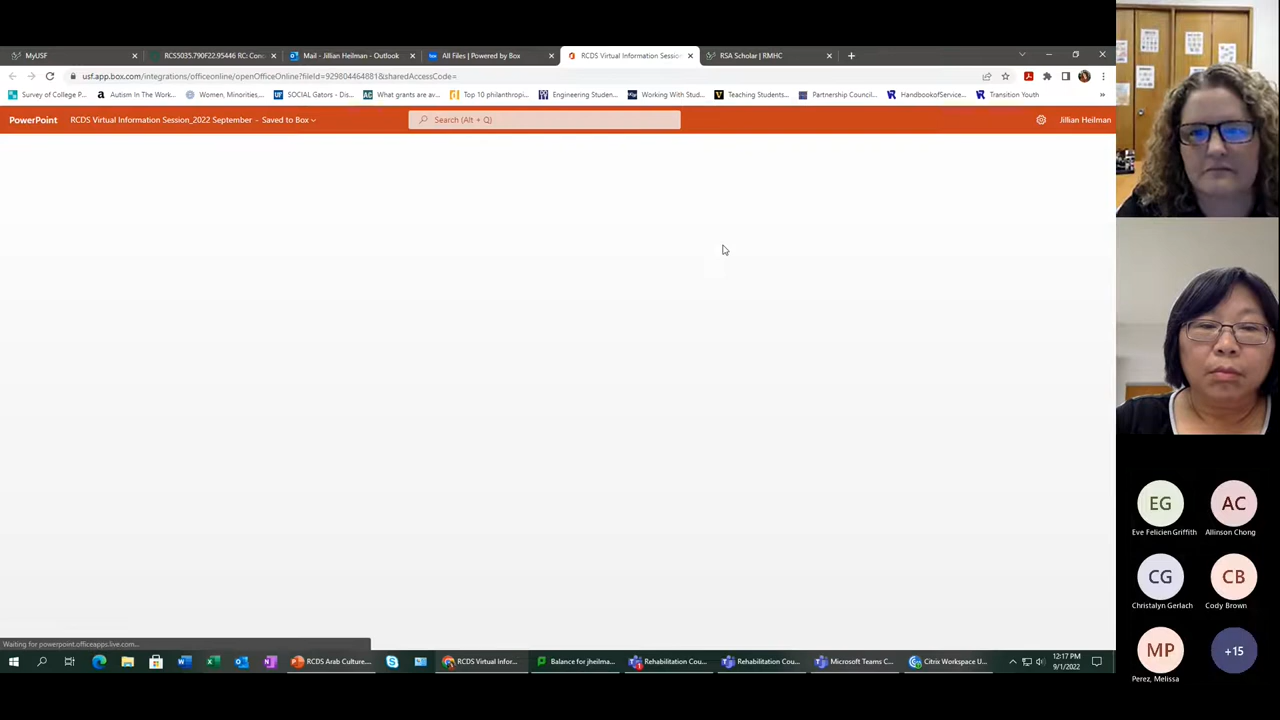 MyUSF
RCSS035.790F22.95446 RC: Conc
Mail - Jillian Heilman - Outlook
All Files | Powered by Box
RCDS Virtual Information Session
RSA Scholar | RMHC
usf.app.box.com/integrations/officeonline/openOfficeOnline?fileId=929804464881&sharedAccessCode=
Survey of College P...
Autism In The Work...
Women, Minorities,...
SOCIAL Gators - Dis...
What grants are av...
Top 10 philanthropi...
Engineering Studen...
Working With Stud...
Teaching Students...
Partnership Council...
HandbookofService...
Transition Youth
PowerPoint
RCDS Virtual Information Session_2022 September - Saved to Box
Search (Alt + Q)
Jillian Heilman
EG
AC
Eve Felicien Griffith
Allinson Chong
CG
CB
Christalyn Gerlach
Cody Brown
MP
+15
Perez, Melissa
Waiting for powerpoint.officeapps.live.com...
RCDS Arab Culture....
RCDS Virtual Infor...
Balance for jheilma...
Rehabilitation Cou...
Rehabilitation Cou...
Microsoft Teams C...
Citrix Workspace U...
12:17 PM
9/1/2022